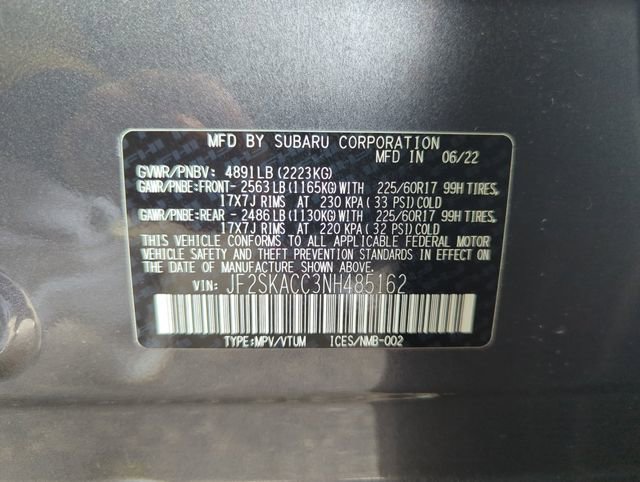 MFD BY SUBARU CORPORATION
MFD IN 06/22
GVWR/PNBV: 4891LB(2223KG)
GAWR/PNBE:FRONT- 2563LB(1165KG)WITH 225/60R17 99H TIRES,
17X7J RIMS AT 230 KPA( 33 PSI)COLD
GAWR/PNBE:REAR - 2486LB(1130KG)WITH 225/60R17 99H TIRES,
17X7J RIMS AT 220 KPA( 32 PSI)COLD
THIS VEHICLE CONFORMS TO ALL APPLICABLE FEDERAL MOTOR
VEHICLE SAFETY AND THEFT PREVENTION STANDARDS IN EFFECT ON
THE DATE OF MANUFACTURE SHOWN ABOVE.
VIN: JF2SKACC3NH485162
TYPE:MPV/VTUM ICES/NMB-002